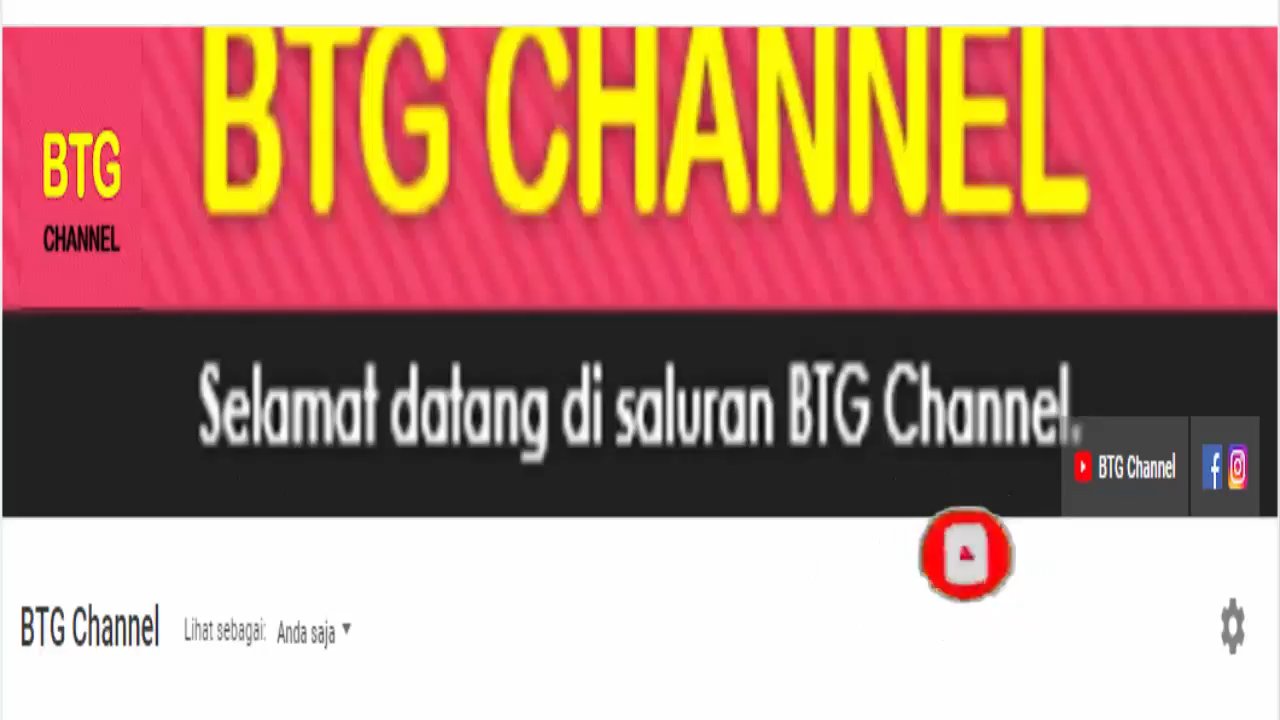 BTG CHANNEL
BTG
CHANNEL
Selamat datang di saluran BTG Channel.
BTG Channel
BTG Channel Lihat sebagai: Anda saja